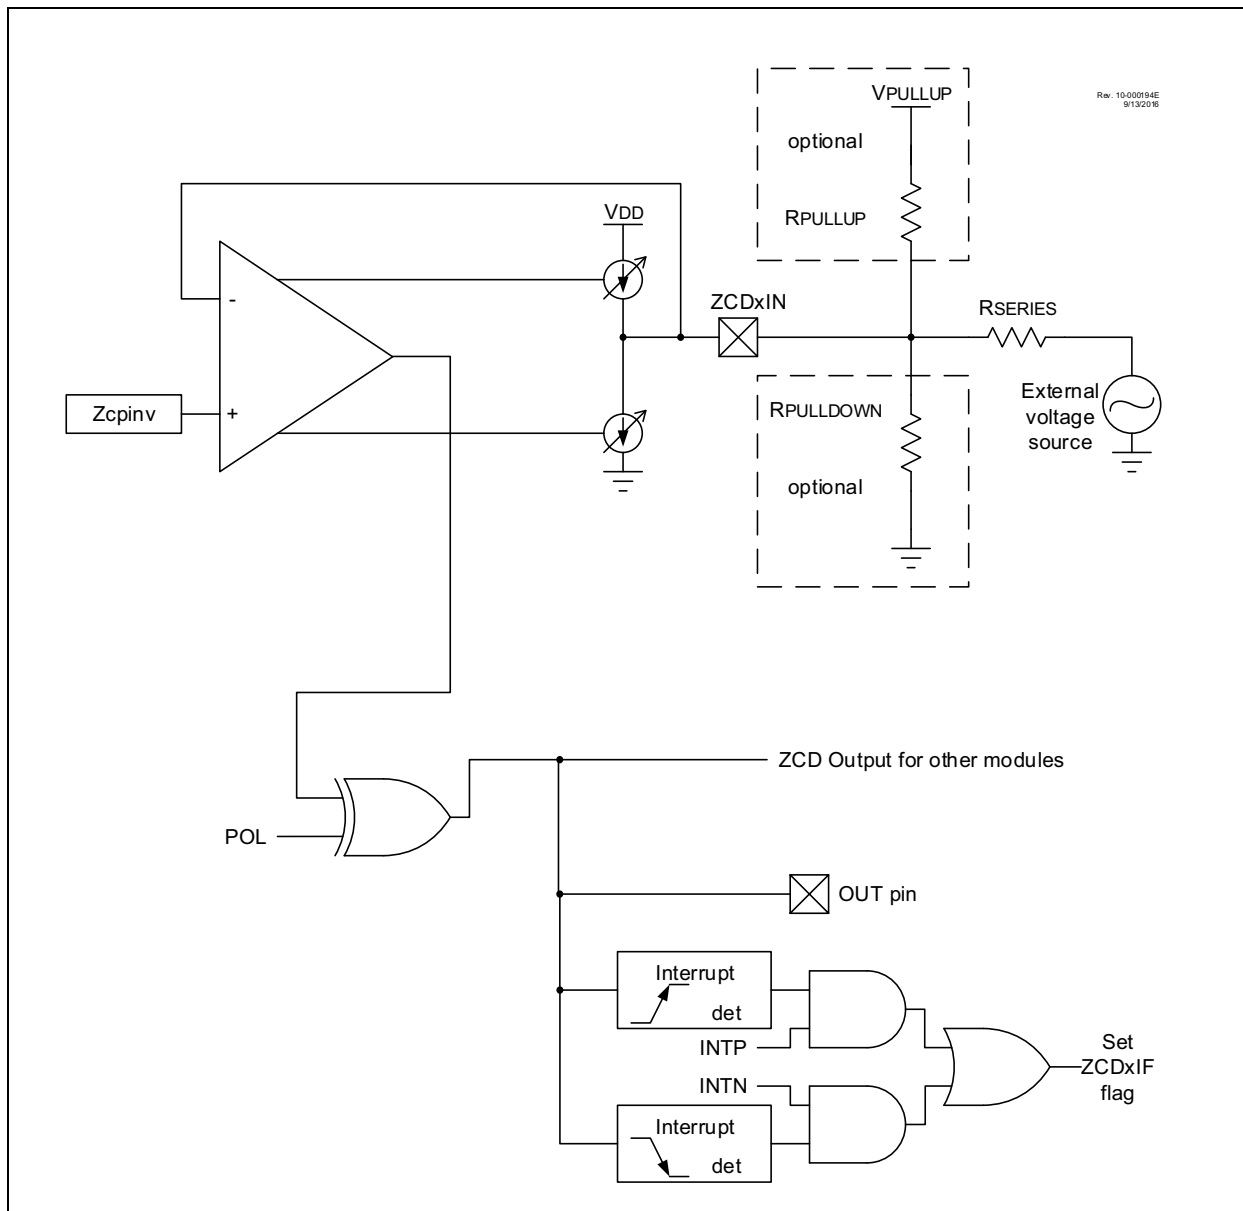 VPULLUP
Rev. 10-000194E
9/13/2016
optional
RPULLUP
VDD
-
ZCDxIN
RSERIES
Zcpinv
+
RPULLDOWN
External
voltage
source
optional
ZCD Output for other modules
POL
OUT pin
Interrupt
det
INTP
Set
ZCDxIF
flag
INTN
Interrupt
det